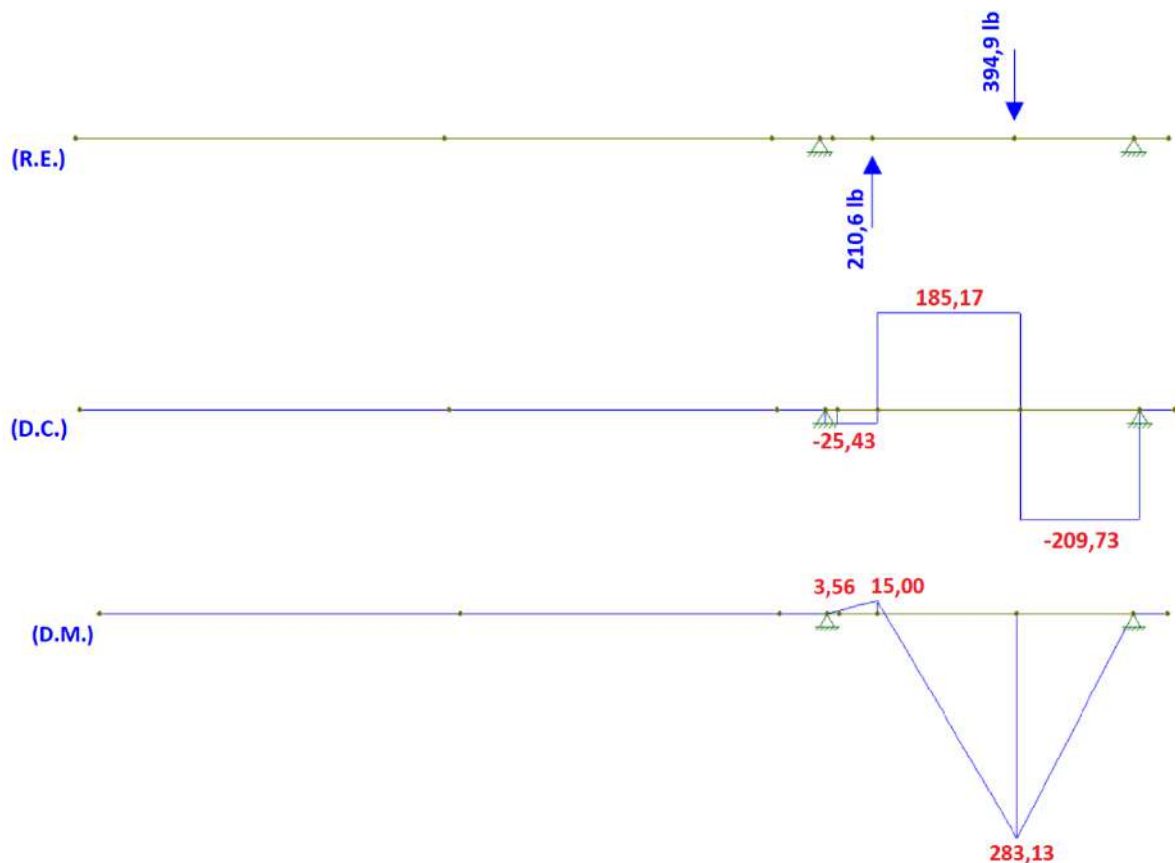 394,9 lb
(R.E.)
210,6 lb
185,17
(D.C.)
-25,43
-209,73
3,56 15,00
(D.M.)
283,13